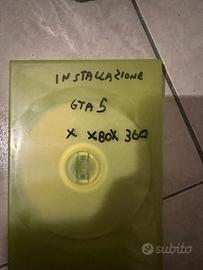 INSTALLAZIONE
GTA 5
X XBOX 360
subito